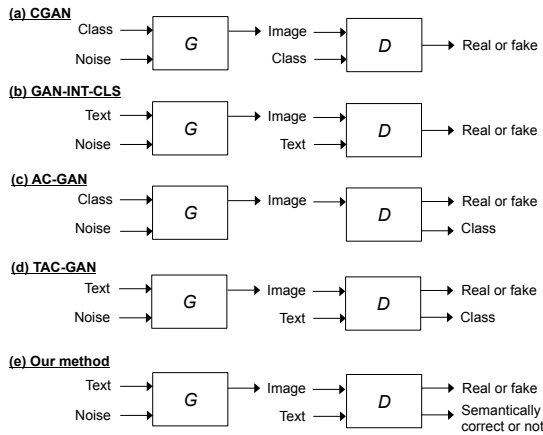 (a) CGAN
Class
Noise
G
Image
Class
D
Real or fake
(b) GAN-INT-CLS
Text
Noise
G
Image
Text
D
Real or fake
(c) AC-GAN
Class
Noise
G
Image
D
Real or fake
Class
(d) TAC-GAN
Text
Noise
G
Image
Text
D
Real or fake
Class
(e) Our method
Text
Noise
G
Image
Text
D
Real or fake
Semantically
correct or not